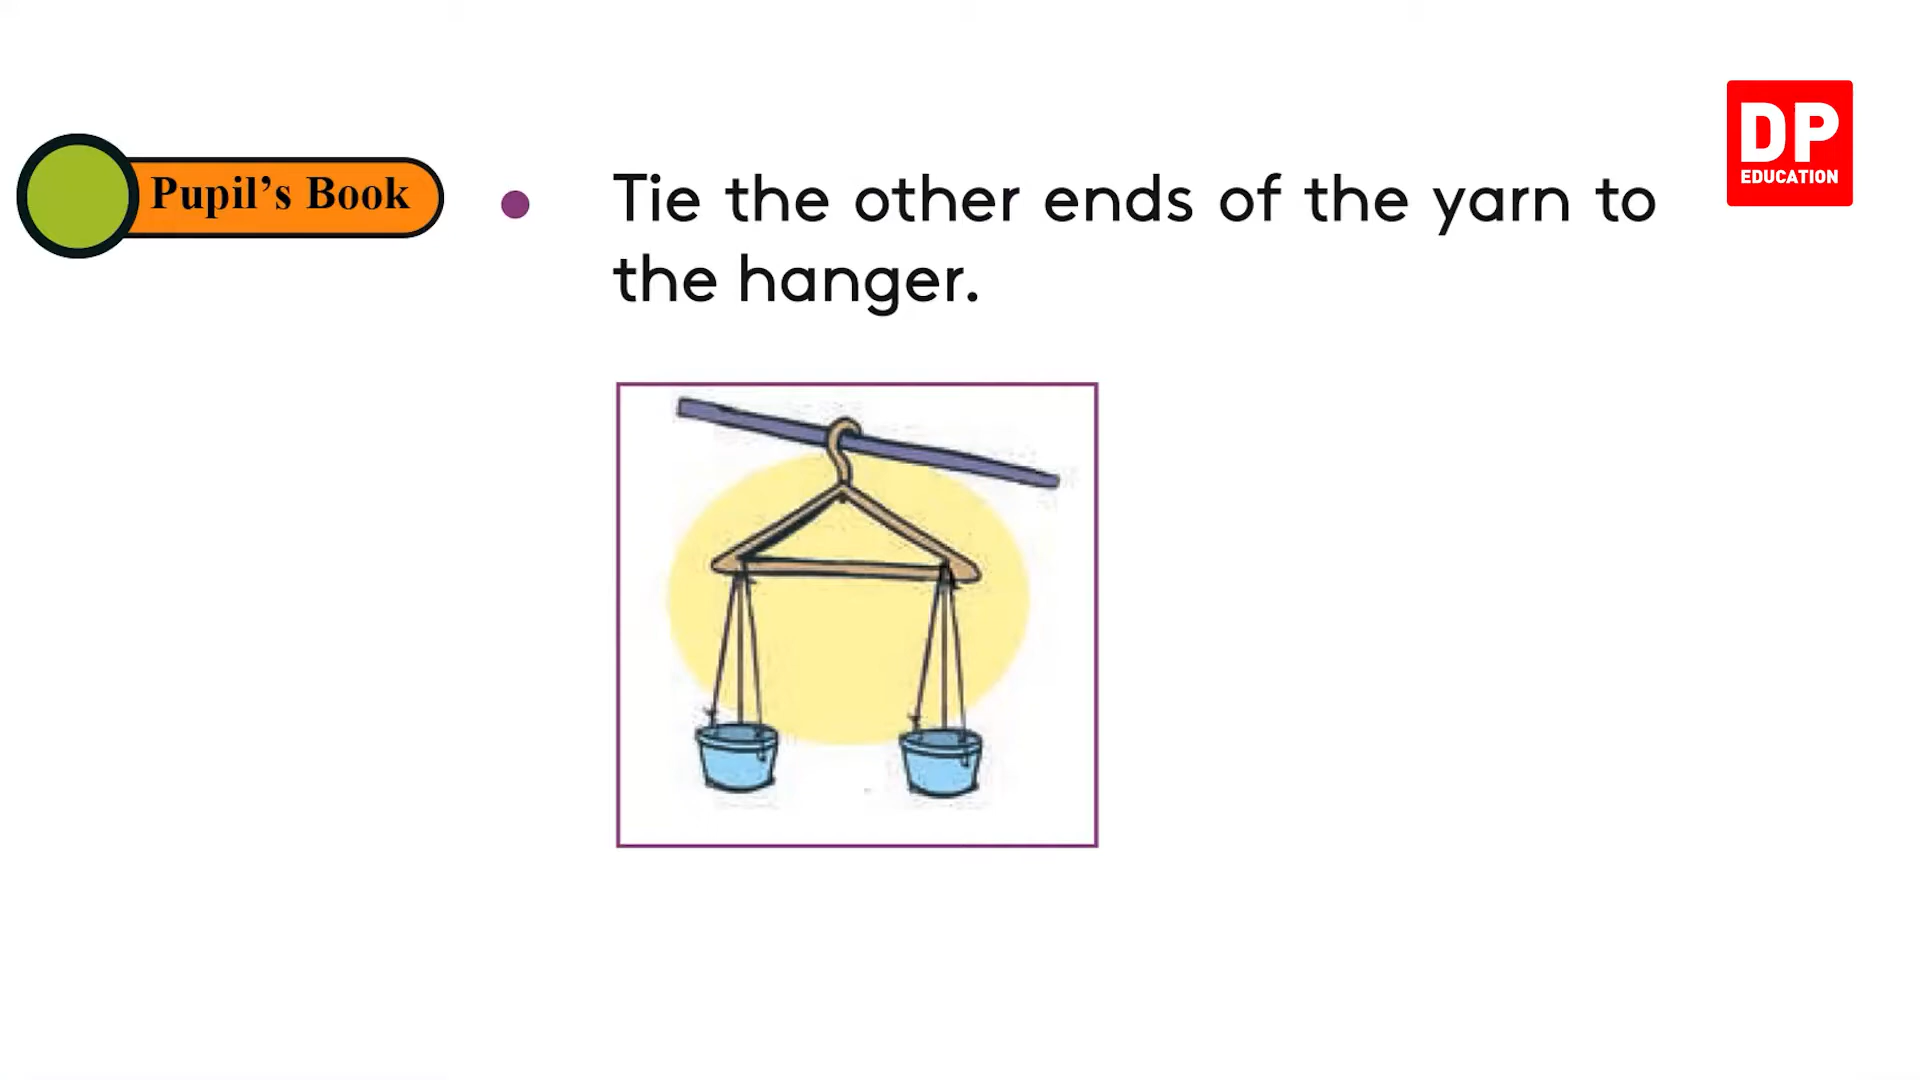 Pupil's Book
Tie the other ends of the yarn to
the hanger.
DP
EDUCATION